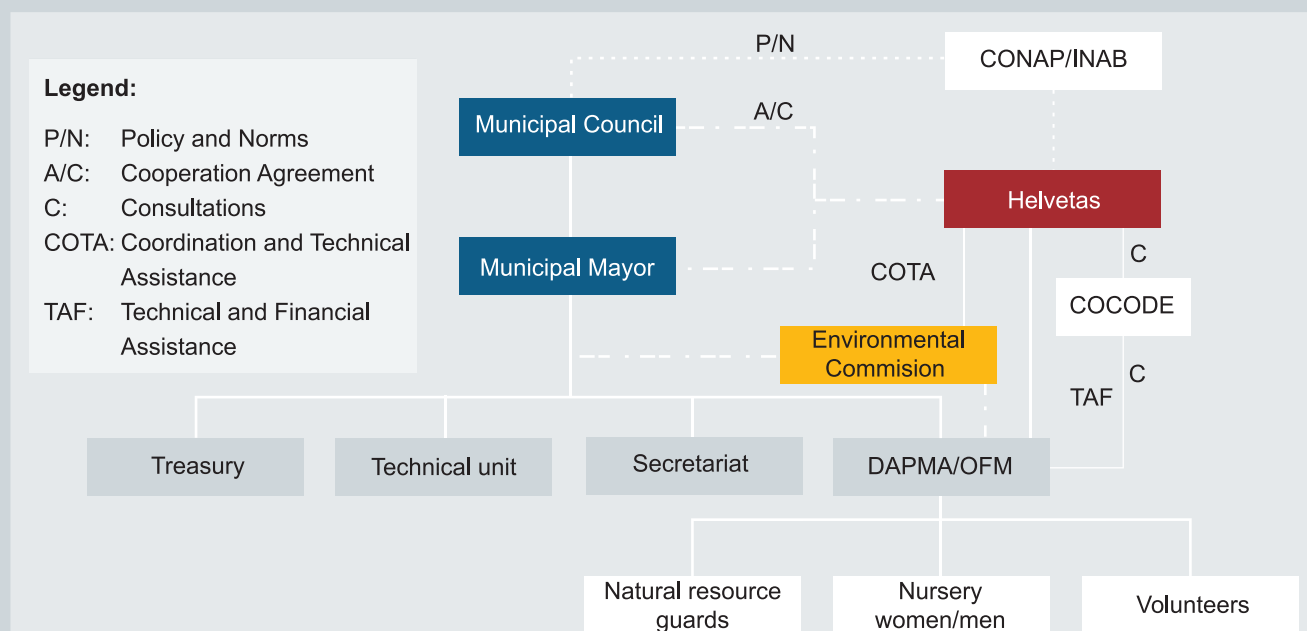 Legend:
P/N: Policy and Norms
A/C: Cooperation Agreement
C: Consultations
COTA: Coordination and Technical
Assistance
TAF: Technical and Financial
Assistance
P/N
CONAP/INAB
Municipal Council
A/C
Helvetas
Municipal Mayor
COTA
C
COCODE
Environmental
Commision
TAF
C
Treasury
Technical unit
Secretariat
DAPMA/OFM
Natural resource
guards
Nursery
women/men
Volunteers